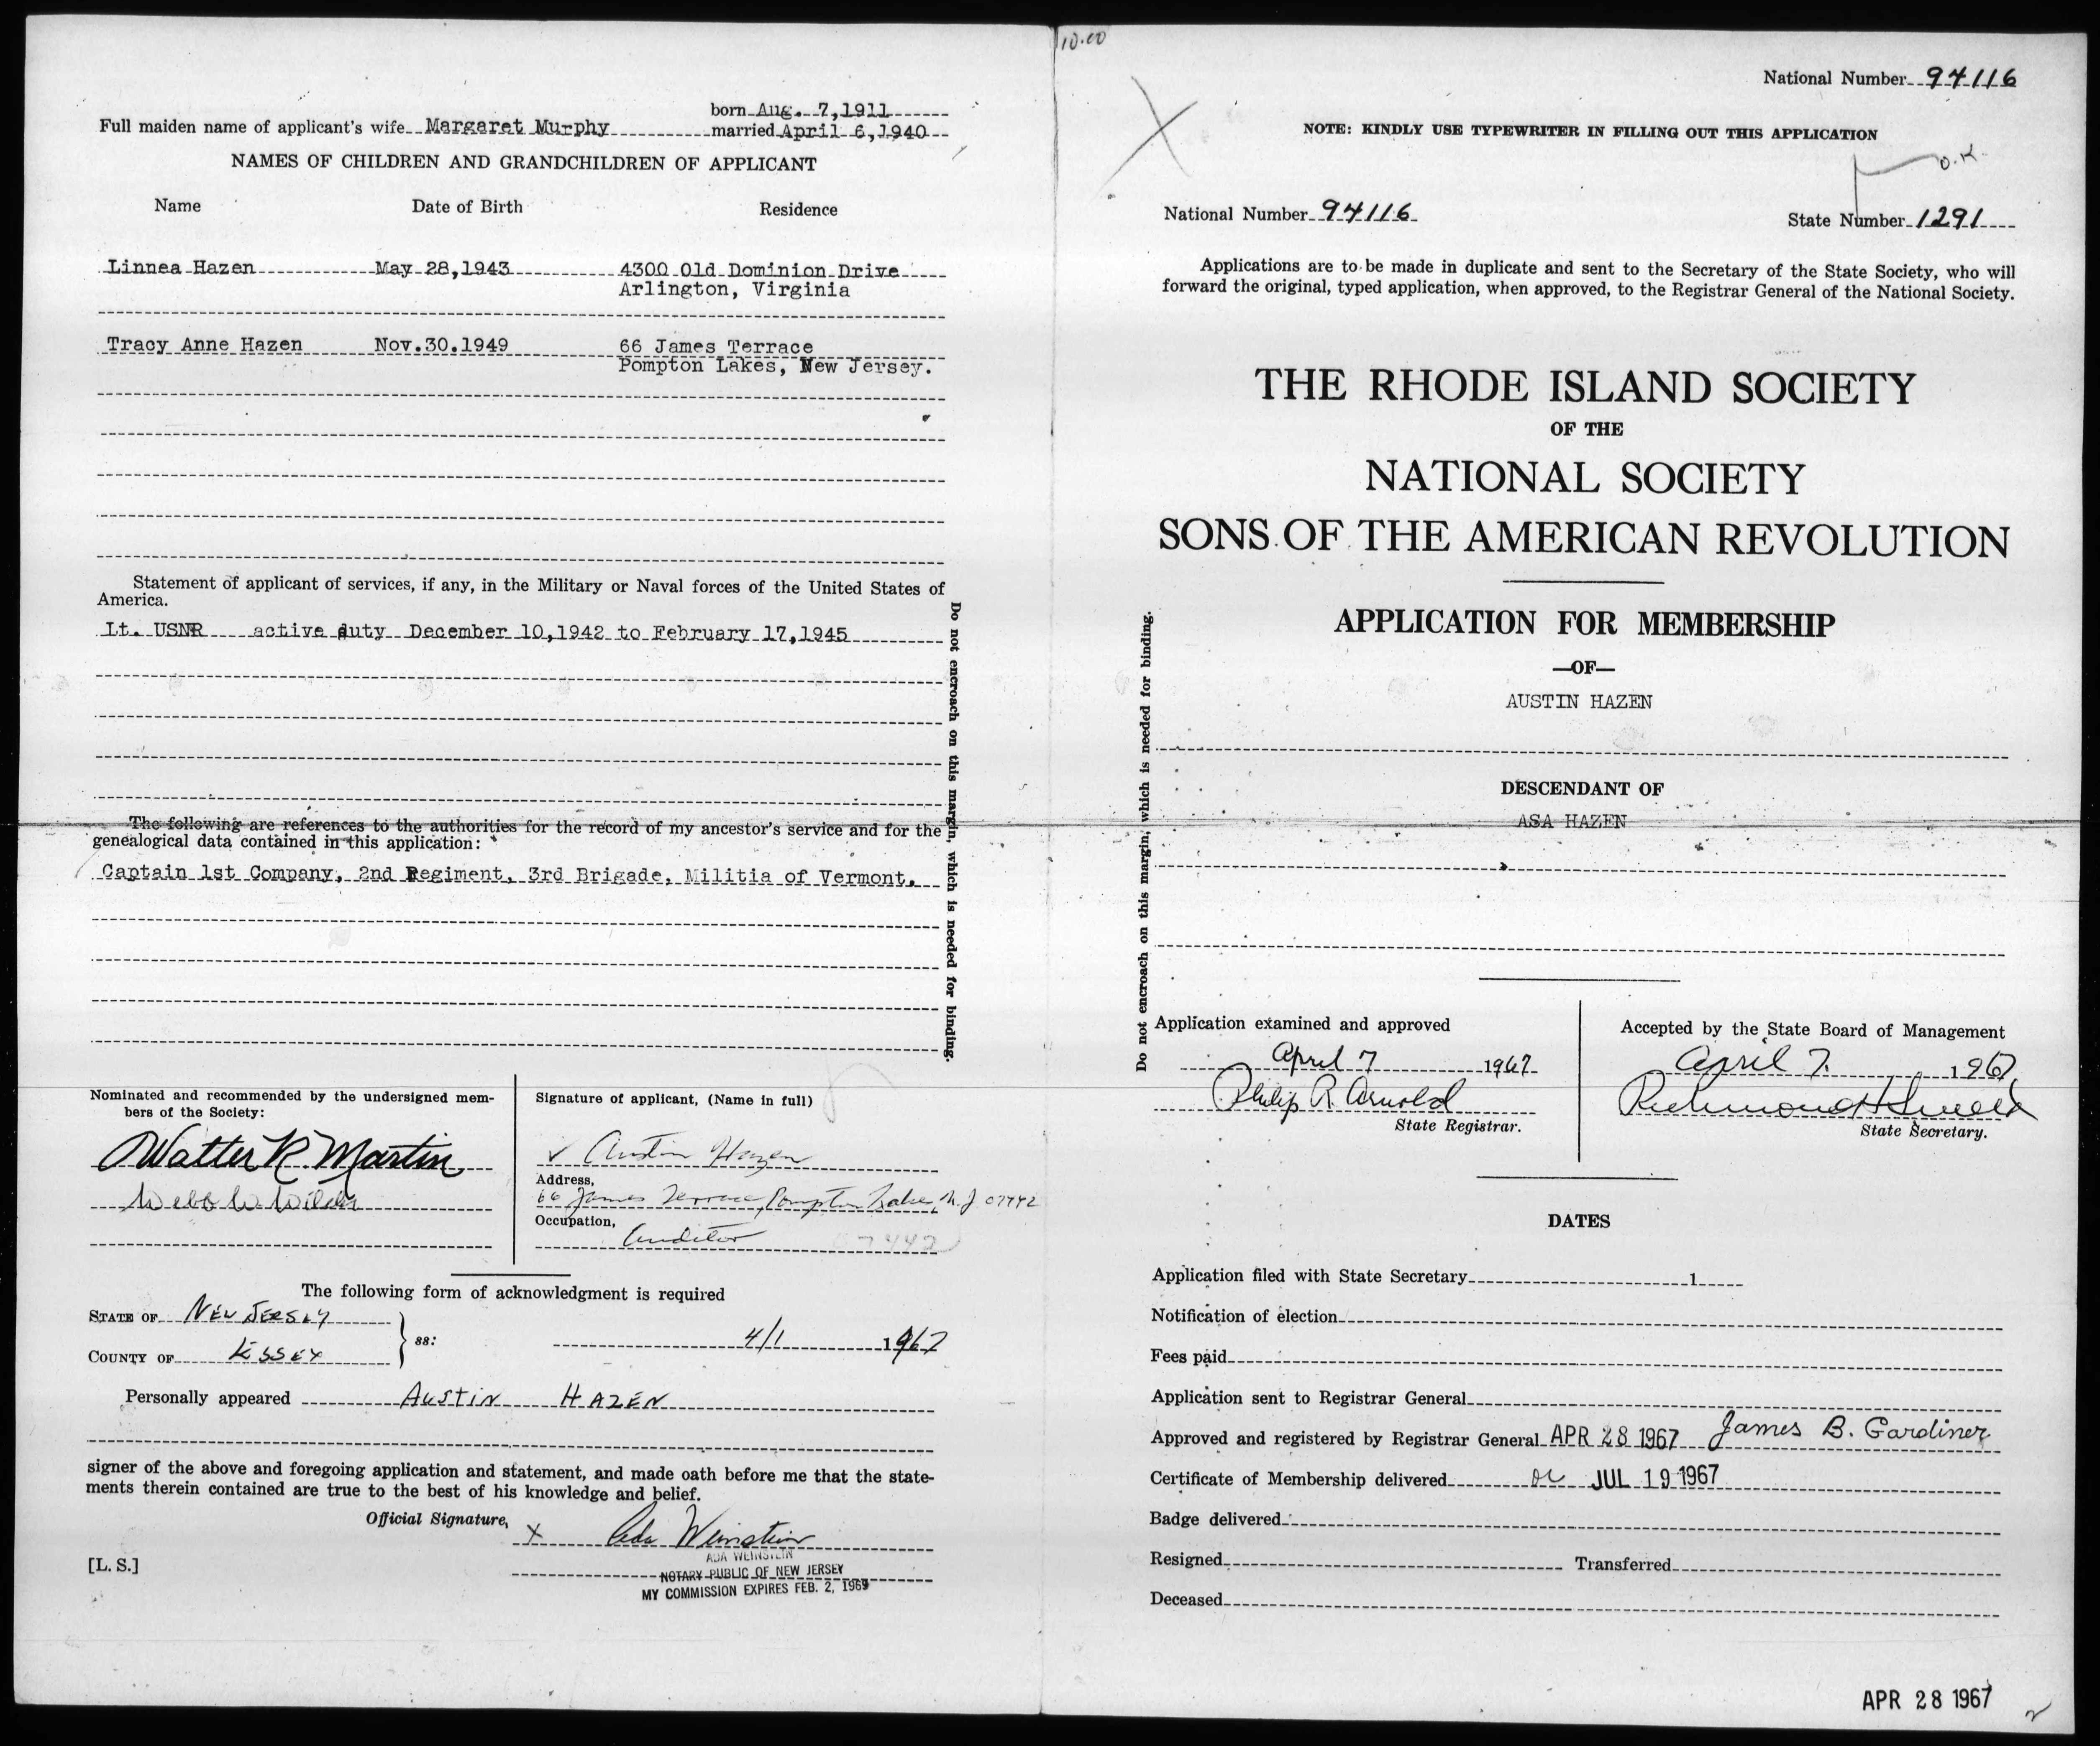 born Aug. 7,1911
Full maiden name of applicant's wife Margaret Murphy married April 6,1940
NAMES OF CHILDREN AND GRANDCHILDREN OF APPLICANT
Name Date of Birth Residence
Linnea Hazen May 28,1943 4300 Old Dominion Drive
Arlington, Virginia
Tracy Anne Hazen Nov.30.1949 66 James Terrace
Pompton Lakes, New Jersey.
Statement of applicant of services, if any, in the Military or Naval forces of the United States of
America.
Lt. USNR active duty December 10,1942 to February 17,1945
The following are references to the authorities for the record of my ancestor's service and for the
genealogical data contained in this application:
Captain 1st Company, 2nd Regiment, 3rd Brigade, Militia of Vermont.
Do not encroach on this margin, which is needed for binding.
Nominated and recommended by the undersigned mem-
bers of the Society:
Walter R Martin
Signature of applicant, (Name in full)
✓ Austin Hazen
Address,
66 James Terrace Pompton Lakes, N.J 07442
Occupation,
Auditor 07442
The following form of acknowledgment is required
STATE OF NEW JERSEY
COUNTY OF ESSEX
ss: 4/1 1967
Personally appeared AUSTIN HAZEN
signer of the above and foregoing application and statement, and made oath before me that the state-
ments therein contained are true to the best of his knowledge and belief.
Official Signature, X Ada Weinstein
ADA WEINSTEIN
[L. S.] NOTARY PUBLIC OF NEW JERSEY
MY COMMISSION EXPIRES FEB. 2, 1969
10.00
National Number 94116
NOTE: KINDLY USE TYPEWRITER IN FILLING OUT THIS APPLICATION
O.K.
National Number 94116 State Number 1291
Applications are to be made in duplicate and sent to the Secretary of the State Society, who will
forward the original, typed application, when approved, to the Registrar General of the National Society.
THE RHODE ISLAND SOCIETY
OF THE
NATIONAL SOCIETY
SONS OF THE AMERICAN REVOLUTION
APPLICATION FOR MEMBERSHIP
—OF—
AUSTIN HAZEN
DESCENDANT OF
ASA HAZEN
Do not encroach on this margin, which is needed for binding.
Application examined and approved
April 7 1967
Philip R. Arnold
State Registrar.
Accepted by the State Board of Management
April 7. 1967
Richmond H Sweet
State Secretary.
DATES
Application filed with State Secretary 1
Notification of election
Fees paid
Application sent to Registrar General
Approved and registered by Registrar General APR 28 1967 James B. Gardiner
Certificate of Membership delivered JUL 19 1967
Badge delivered
Resigned Transferred
Deceased
APR 28 1967